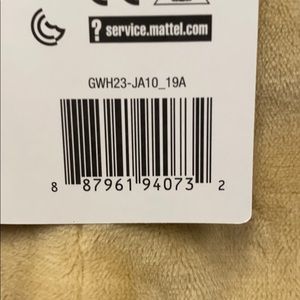 ? service.mattel.com
GWH23-JA10_19A
8 87961 94073 2